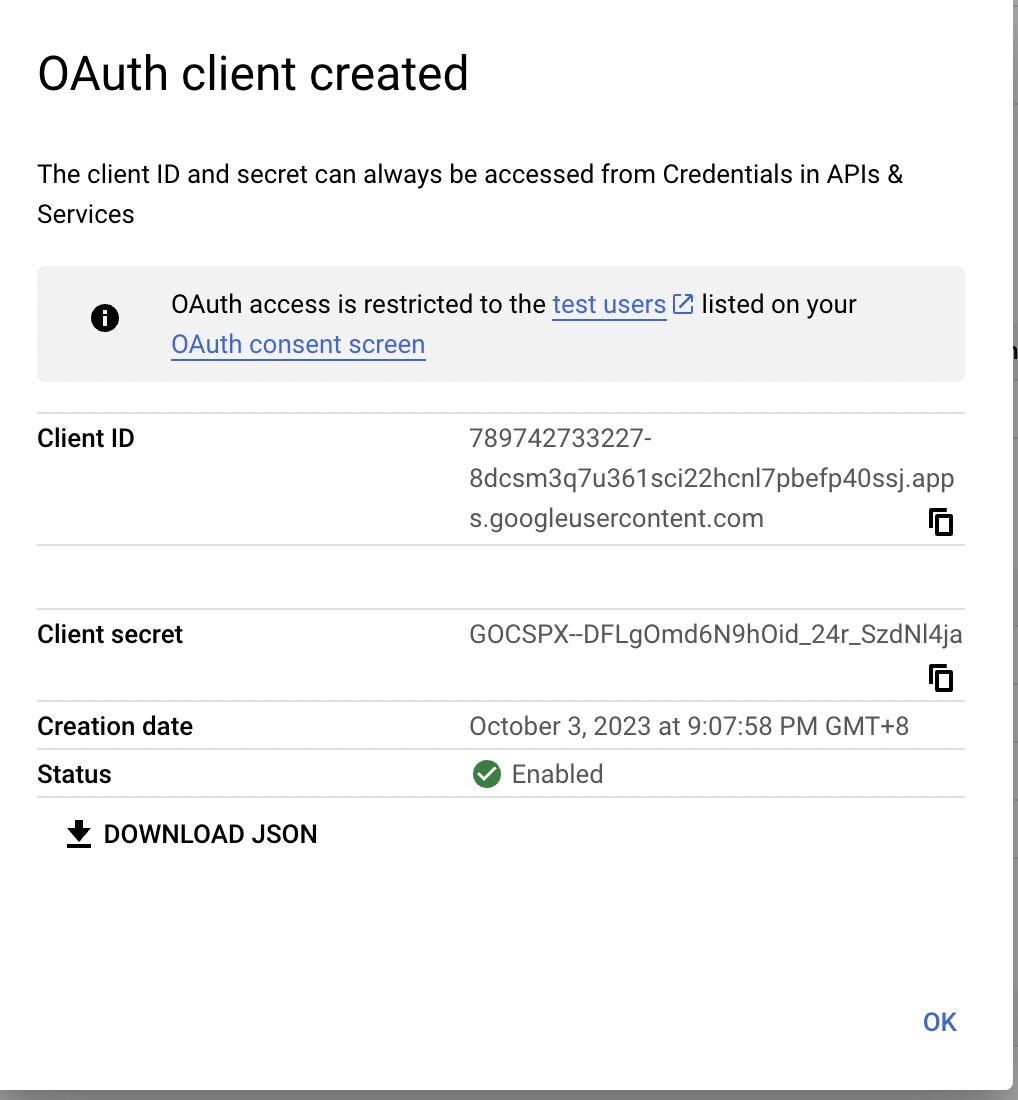 OAuth client created
The client ID and secret can always be accessed from Credentials in APIs &
Services
OAuth access is restricted to the test users listed on your
OAuth consent screen
Client ID
789742733227-
8dcsm3q7u361sci22hcnl7pbefp40ssj.app
s.googleusercontent.com
Client secret
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
Creation date
October 3, 2023 at 9:07:58 PM GMT+8
Status
Enabled
DOWNLOAD JSON
OK